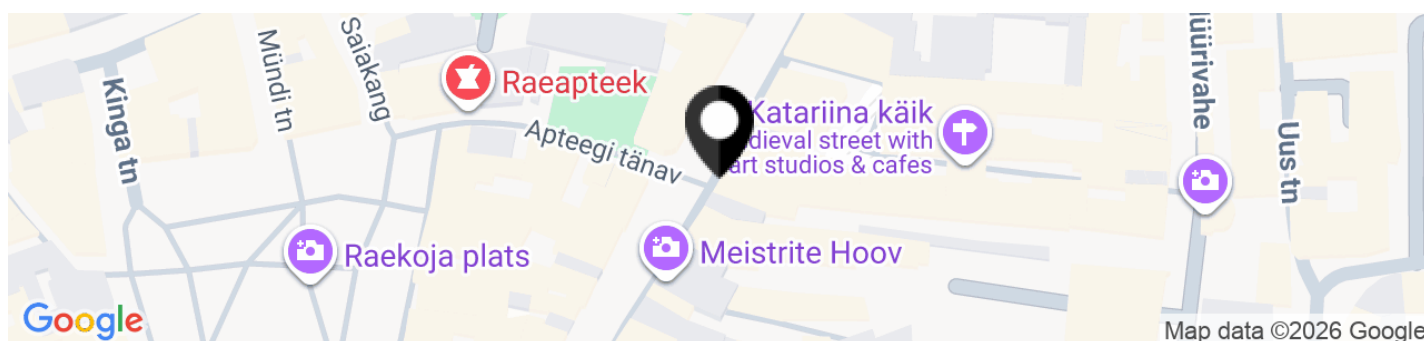 Kinga tn
Mündi tn
Saiakang
Raeapteek
Apteegi tänav
Katariina käik
street with
art studios & cafes
Uus tn
Raekoja plats
Meistrite Hoov
Google
Map data ©2026 Google